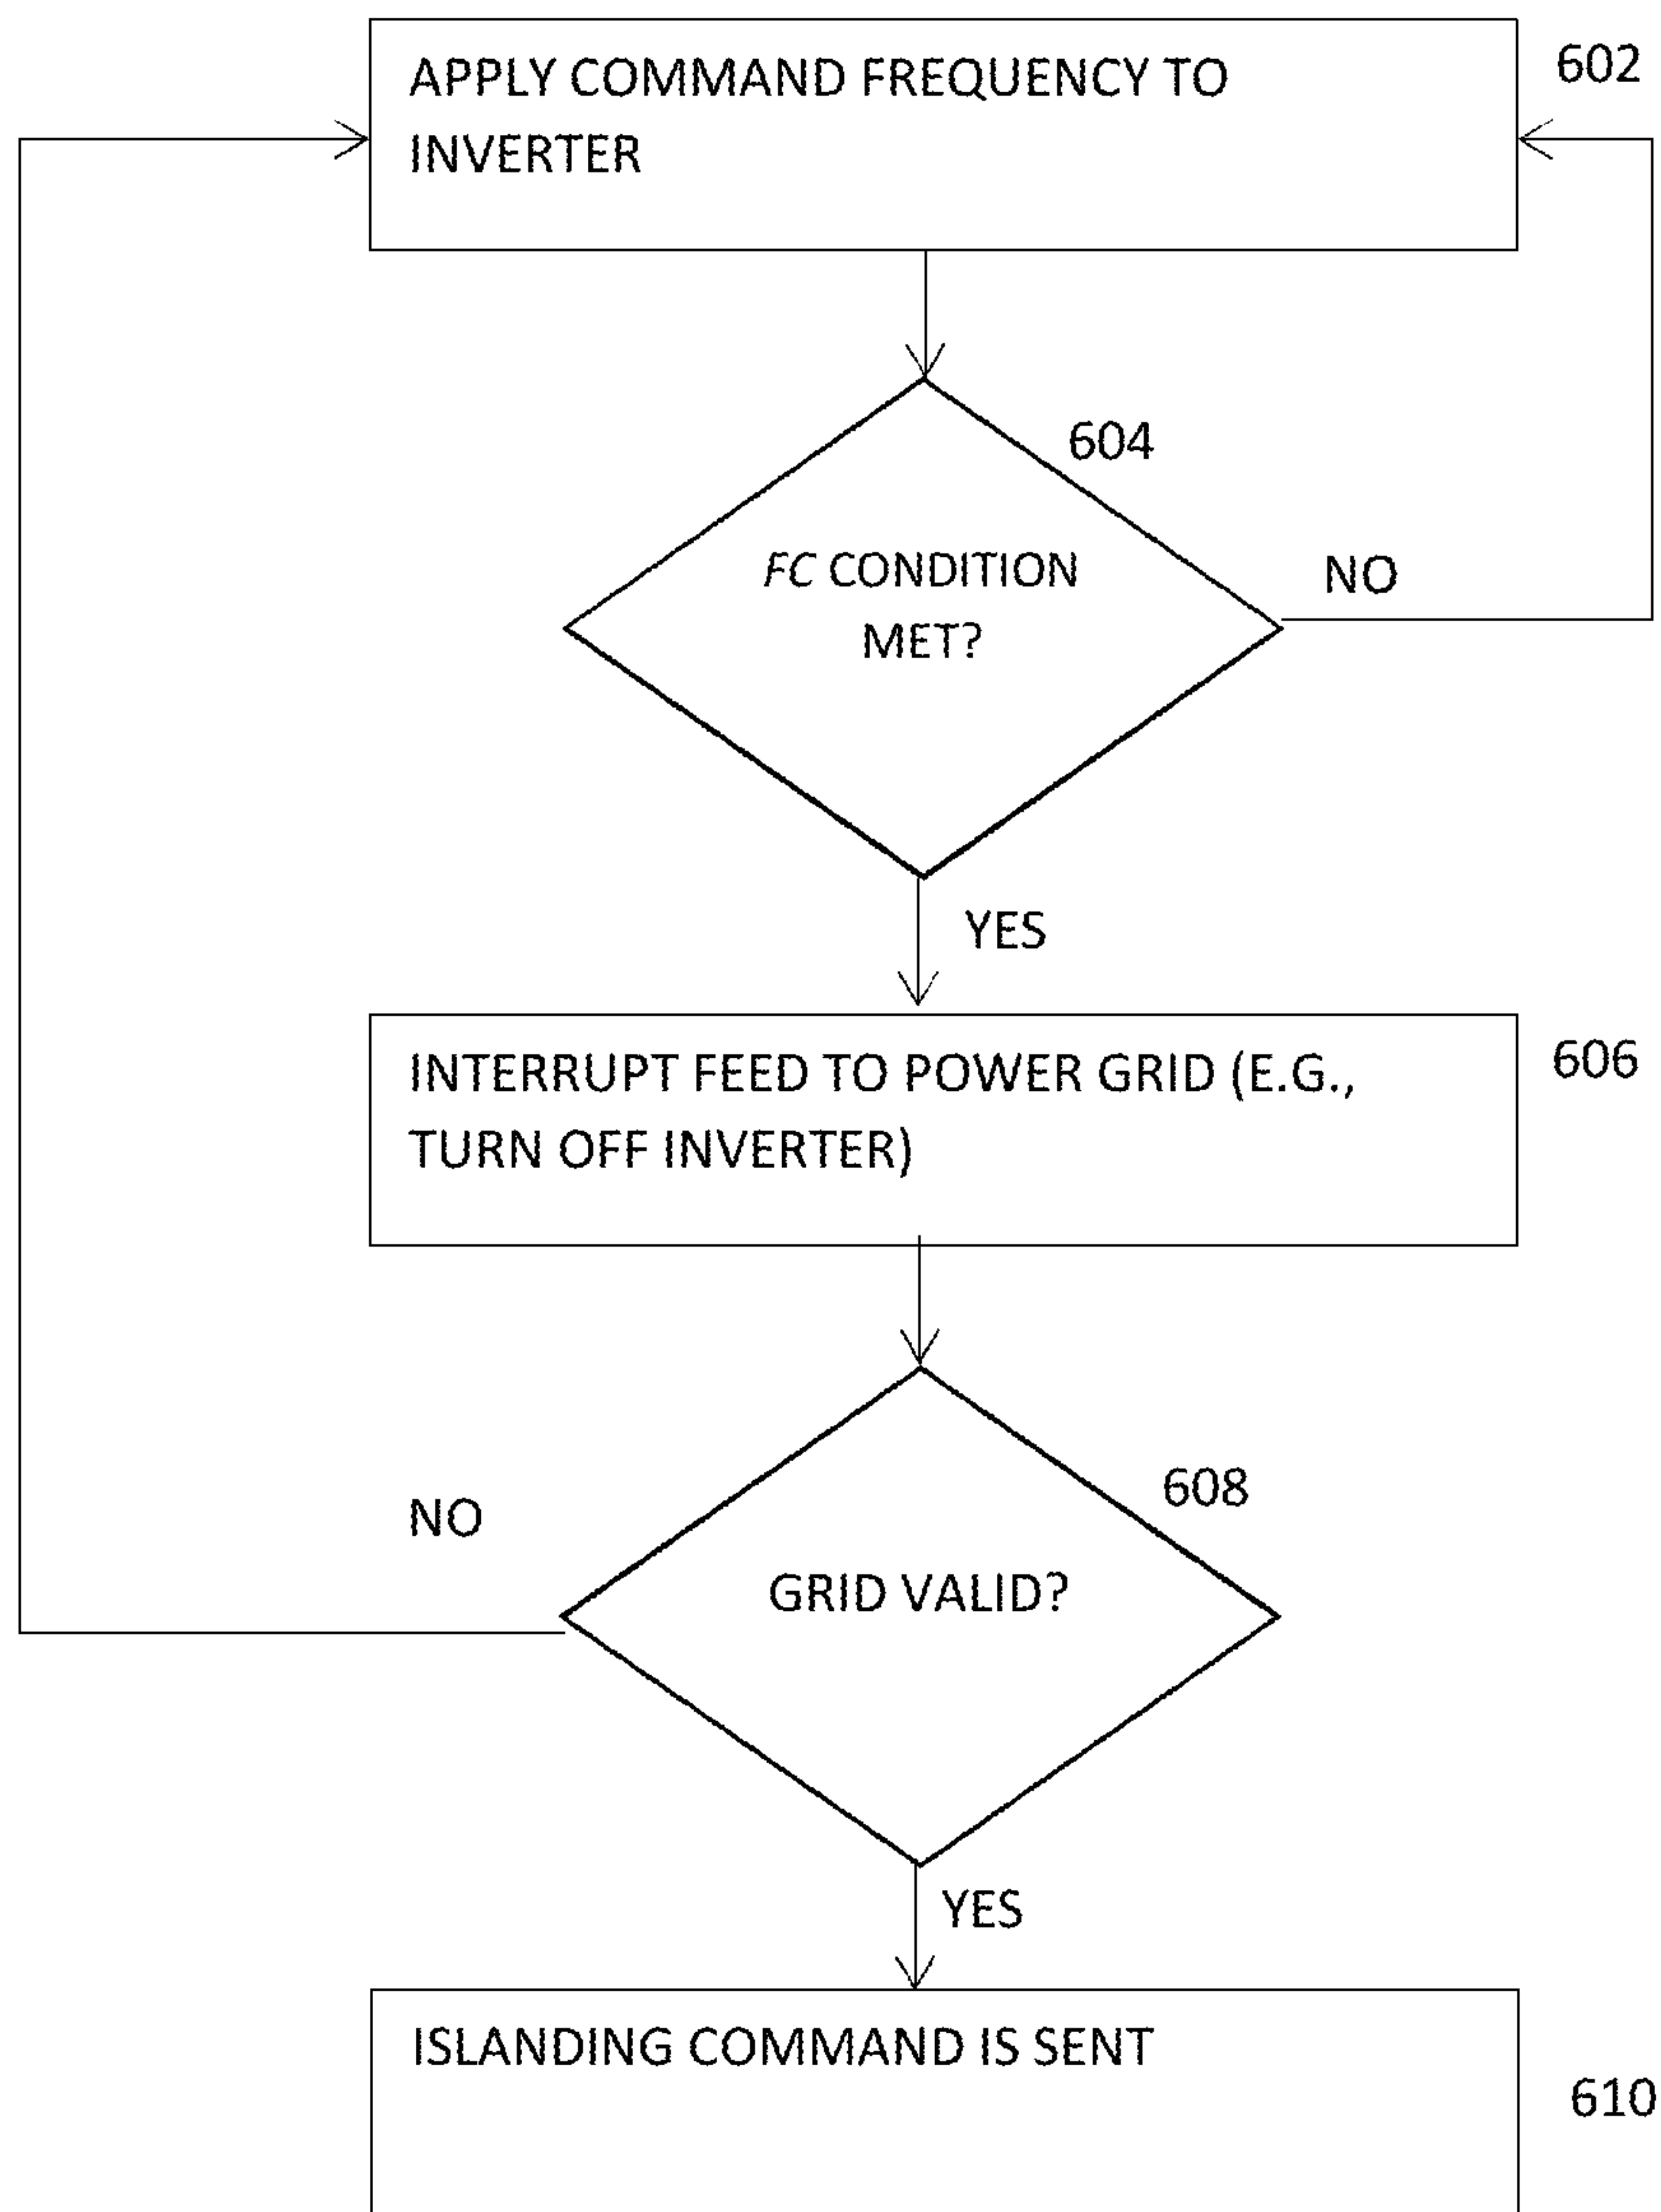 APPLY COMMAND FREQUENCY TO
INVERTER
602
604
FC CONDITION
MET?
NO
YES
INTERRUPT FEED TO POWER GRID (E.G.,
TURN OFF INVERTER)
606
608
NO
GRID VALID?
YES
ISLANDING COMMAND IS SENT
610